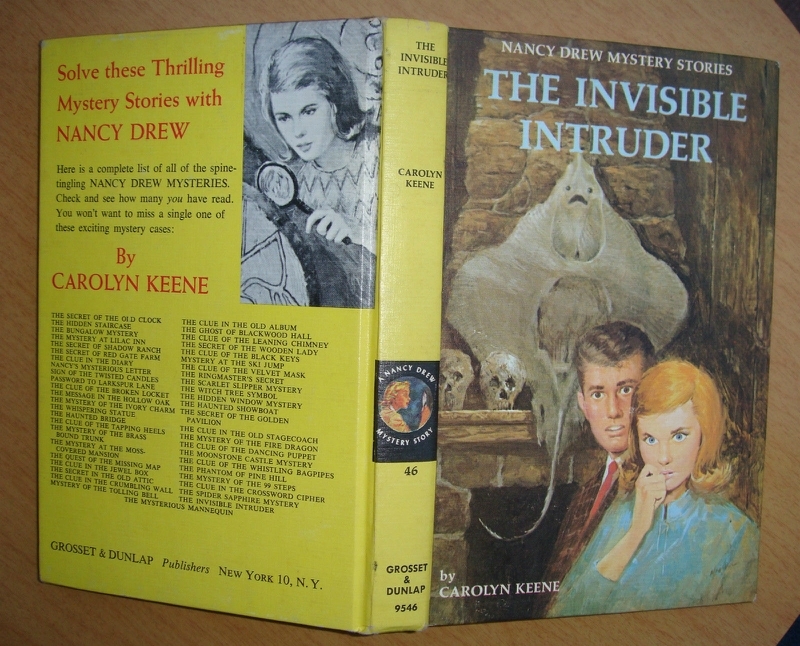 Solve these Thrilling
Mystery Stories with
NANCY DREW
Here is a complete list of all of the spine-
tingling NANCY DREW MYSTERIES.
Check and see how many you have read.
You won't want to miss a single one of
these exciting mystery cases:
By
CAROLYN KEENE
THE SECRET OF THE OLD CLOCK
THE HIDDEN STAIRCASE
THE BUNGALOW MYSTERY
THE MYSTERY AT LILAC INN
THE SECRET OF SHADOW RANCH
THE SECRET OF RED GATE FARM
THE CLUE IN THE DIARY
NANCY'S MYSTERIOUS LETTER
SIGN OF THE TWISTED CANDLES
PASSWORD TO LARKSPUR LANE
THE CLUE OF THE BROKEN LOCKET
THE MESSAGE IN THE HOLLOW OAK
THE MYSTERY OF THE IVORY CHARM
THE WHISPERING STATUE
THE HAUNTED BRIDGE
THE CLUE OF THE TAPPING HEELS
THE MYSTERY OF THE BRASS
BOUND TRUNK
THE MYSTERY AT THE MOSS-
COVERED MANSION
THE QUEST OF THE MISSING MAP
THE CLUE IN THE JEWEL BOX
THE SECRET IN THE OLD ATTIC
THE CLUE IN THE CRUMBLING WALL
MYSTERY OF THE TOLLING BELL
THE CLUE IN THE OLD ALBUM
THE GHOST OF BLACKWOOD HALL
THE CLUE OF THE LEANING CHIMNEY
THE SECRET OF THE WOODEN LADY
THE CLUE OF THE BLACK KEYS
MYSTERY AT THE SKI JUMP
THE CLUE OF THE VELVET MASK
THE RINGMASTER'S SECRET
THE SCARLET SLIPPER MYSTERY
THE WITCH TREE SYMBOL
THE HIDDEN WINDOW MYSTERY
THE HAUNTED SHOWBOAT
THE SECRET OF THE GOLDEN
PAVILION
THE CLUE IN THE OLD STAGECOACH
THE MYSTERY OF THE FIRE DRAGON
THE CLUE OF THE DANCING PUPPET
THE MOONSTONE CASTLE MYSTERY
THE CLUE OF THE WHISTLING BAGPIPES
THE PHANTOM OF PINE HILL
THE MYSTERY OF THE 99 STEPS
THE CLUE IN THE CROSSWORD CIPHER
THE SPIDER SAPPHIRE MYSTERY
THE INVISIBLE INTRUDER
THE MYSTERIOUS MANNEQUIN
GROSSET & DUNLAP Publishers NEW YORK 10, N. Y.
THE
INVISIBLE
INTRUDER
CAROLYN
KEENE
A NANCY DREW
MYSTERY STORY
46
GROSSET
&
DUNLAP
9546
NANCY DREW MYSTERY STORIES
THE INVISIBLE
INTRUDER
by
CAROLYN KEENE